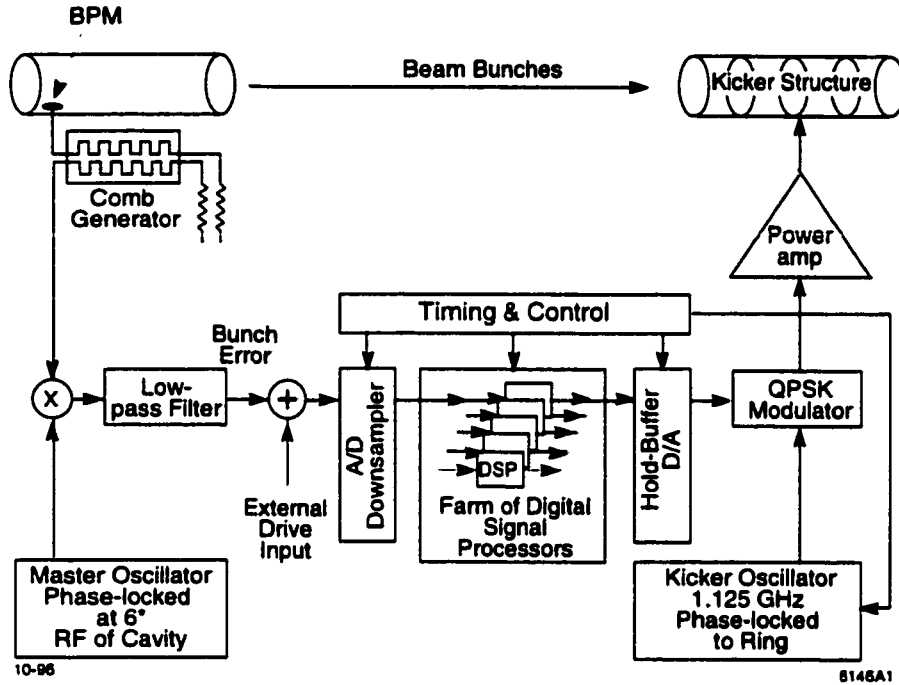 BPM
Beam Bunches
Kicker Structure
Comb
Generator
Power
amp
Timing & Control
Bunch
Error
X
Low-
pass Filter
+
A/D
Downsampler
DSP
Farm of Digital
Signal
Processors
Hold-Buffer
D/A
QPSK
Modulator
External
Drive
Input
Master Oscillator
Phase-locked
at 6*
RF of Cavity
Kicker Oscillator
1.125 GHz
Phase-locked
to Ring
10-96
8146A1